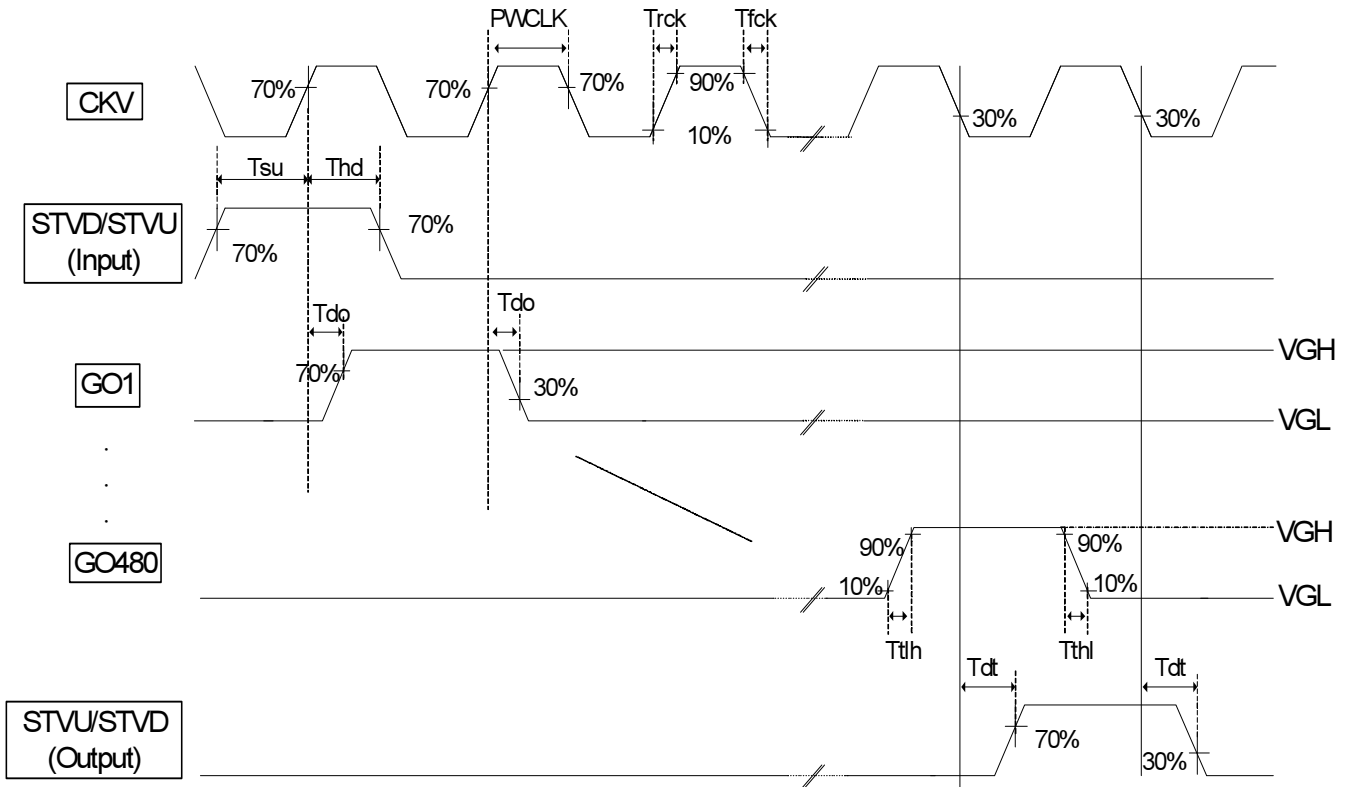 PWCLK Trck Tfck
CKV 70% 70% 70% 90% 10% 30% 30%
Tsu Thd
STVD/STVU
(Input)
70% 70%
Tdo Tdo
GO1 70% 30% VGH
VGL
.
.
.
GO480 90% 90% VGH
10% 10% VGL
Ttlh Tthl
Tdt Tdt
STVU/STVD
(Output)
70% 30%